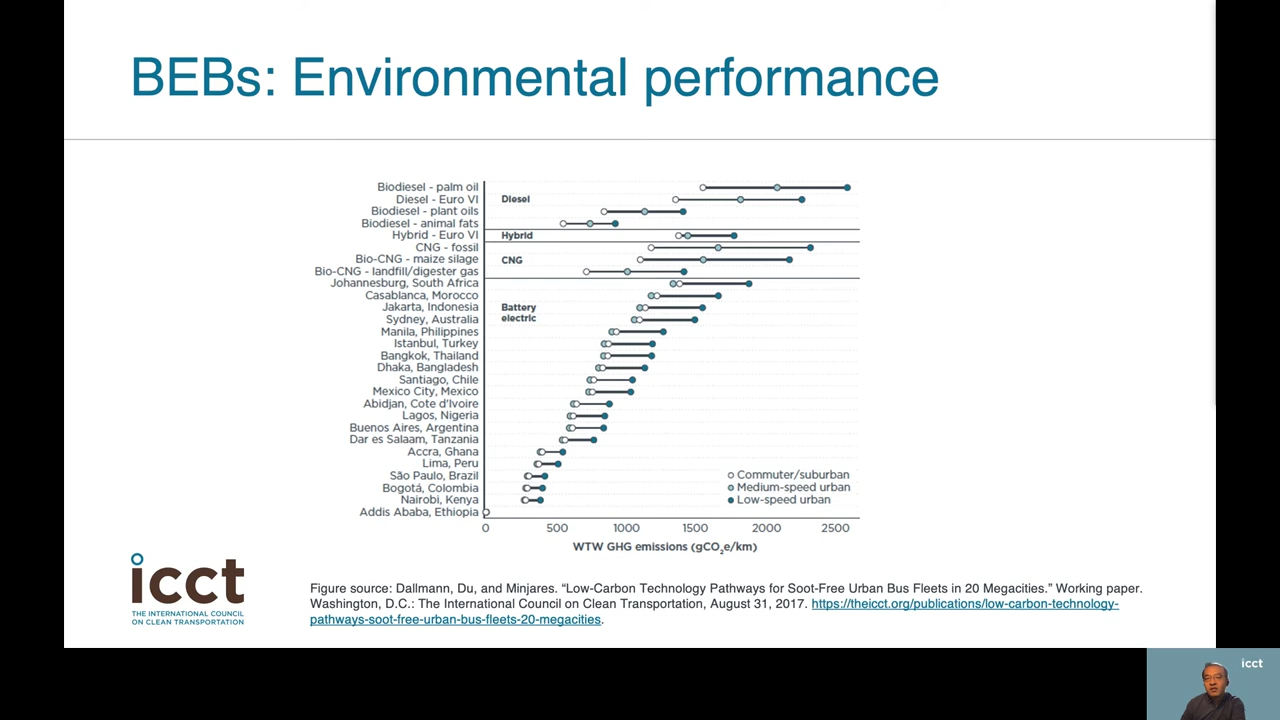 BEBs: Environmental performance
Biodiesel - palm oil
Diesel - Euro VI
Biodiesel - plant oils
Biodiesel - animal fats
Hybrid - Euro VI
CNG - fossil
Bio-CNG - maize silage
Bio-CNG - landfill/digester gas
Johannesburg, South Africa
Casablanca, Morocco
Jakarta, Indonesia
Sydney, Australia
Manila, Philippines
Istanbul, Turkey
Bangkok, Thailand
Dhaka, Bangladesh
Santiago, Chile
Mexico City, Mexico
Abidjan, Cote d'Ivoire
Lagos, Nigeria
Buenos Aires, Argentina
Dar es Salaam, Tanzania
Accra, Ghana
Lima, Peru
São Paulo, Brazil
Bogotá, Colombia
Nairobi, Kenya
Addis Ababa, Ethiopia
Diesel
Hybrid
CNG
Battery
electric
Commuter/suburban
Medium-speed urban
Low-speed urban
0 500 1000 1500 2000 2500
WTW GHG emissions (gCO₂e/km)
icct
THE INTERNATIONAL COUNCIL
ON CLEAN TRANSPORTATION
Figure source: Dallmann, Du, and Minjares. “Low-Carbon Technology Pathways for Soot-Free Urban Bus Fleets in 20 Megacities.” Working paper.
Washington, D.C.: The International Council on Clean Transportation, August 31, 2017. https://theicct.org/publications/low-carbon-technology-
pathways-soot-free-urban-bus-fleets-20-megacities.
icct